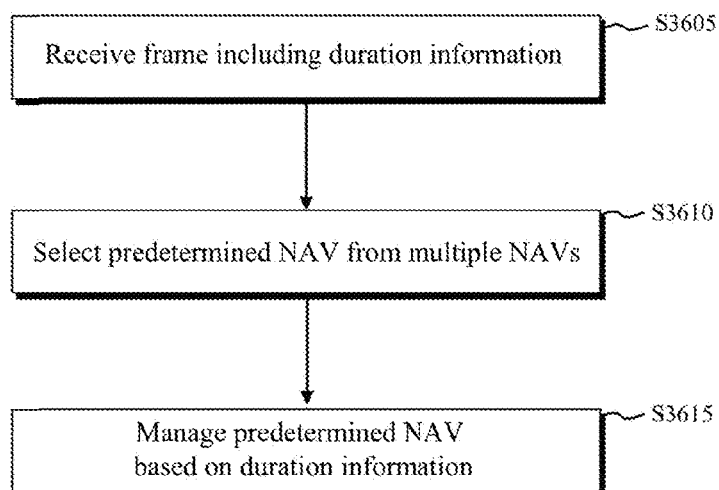 S3605
Receive frame including duration information
S3610
Select predetermined NAV from multiple NAVs
S3615
Manage predetermined NAV
based on duration information